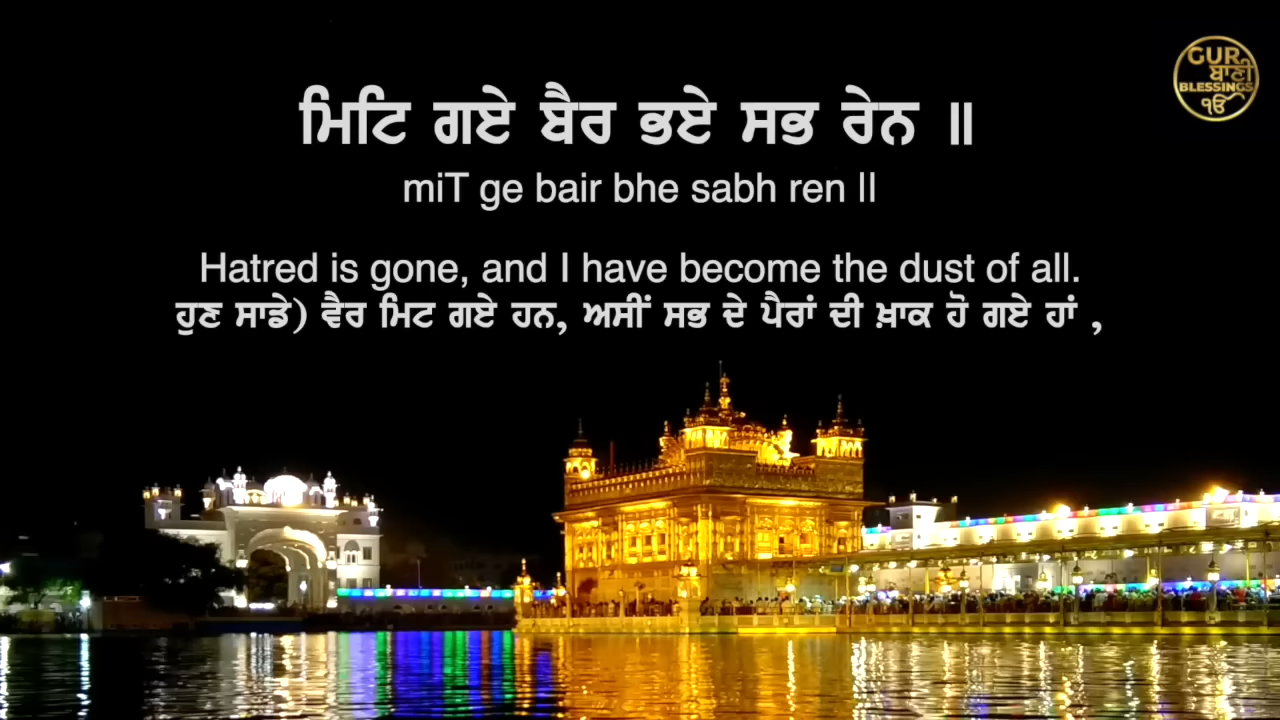 GUR
ਬਾਣੀ
BLESSINGS
ੴ
ਮਿਟਿ ਗਏ ਬੈਰ ਭਏ ਸਭ ਰੇਨ ॥
miT ge bair bhe sabh ren ||
Hatred is gone, and I have become the dust of all.
ਹੁਣ ਸਾਡੇ) ਵੈਰ ਮਿਟ ਗਏ ਹਨ, ਅਸੀਂ ਸਭ ਦੇ ਪੈਰਾਂ ਦੀ ਖ਼ਾਕ ਹੋ ਗਏ ਹਾਂ ,